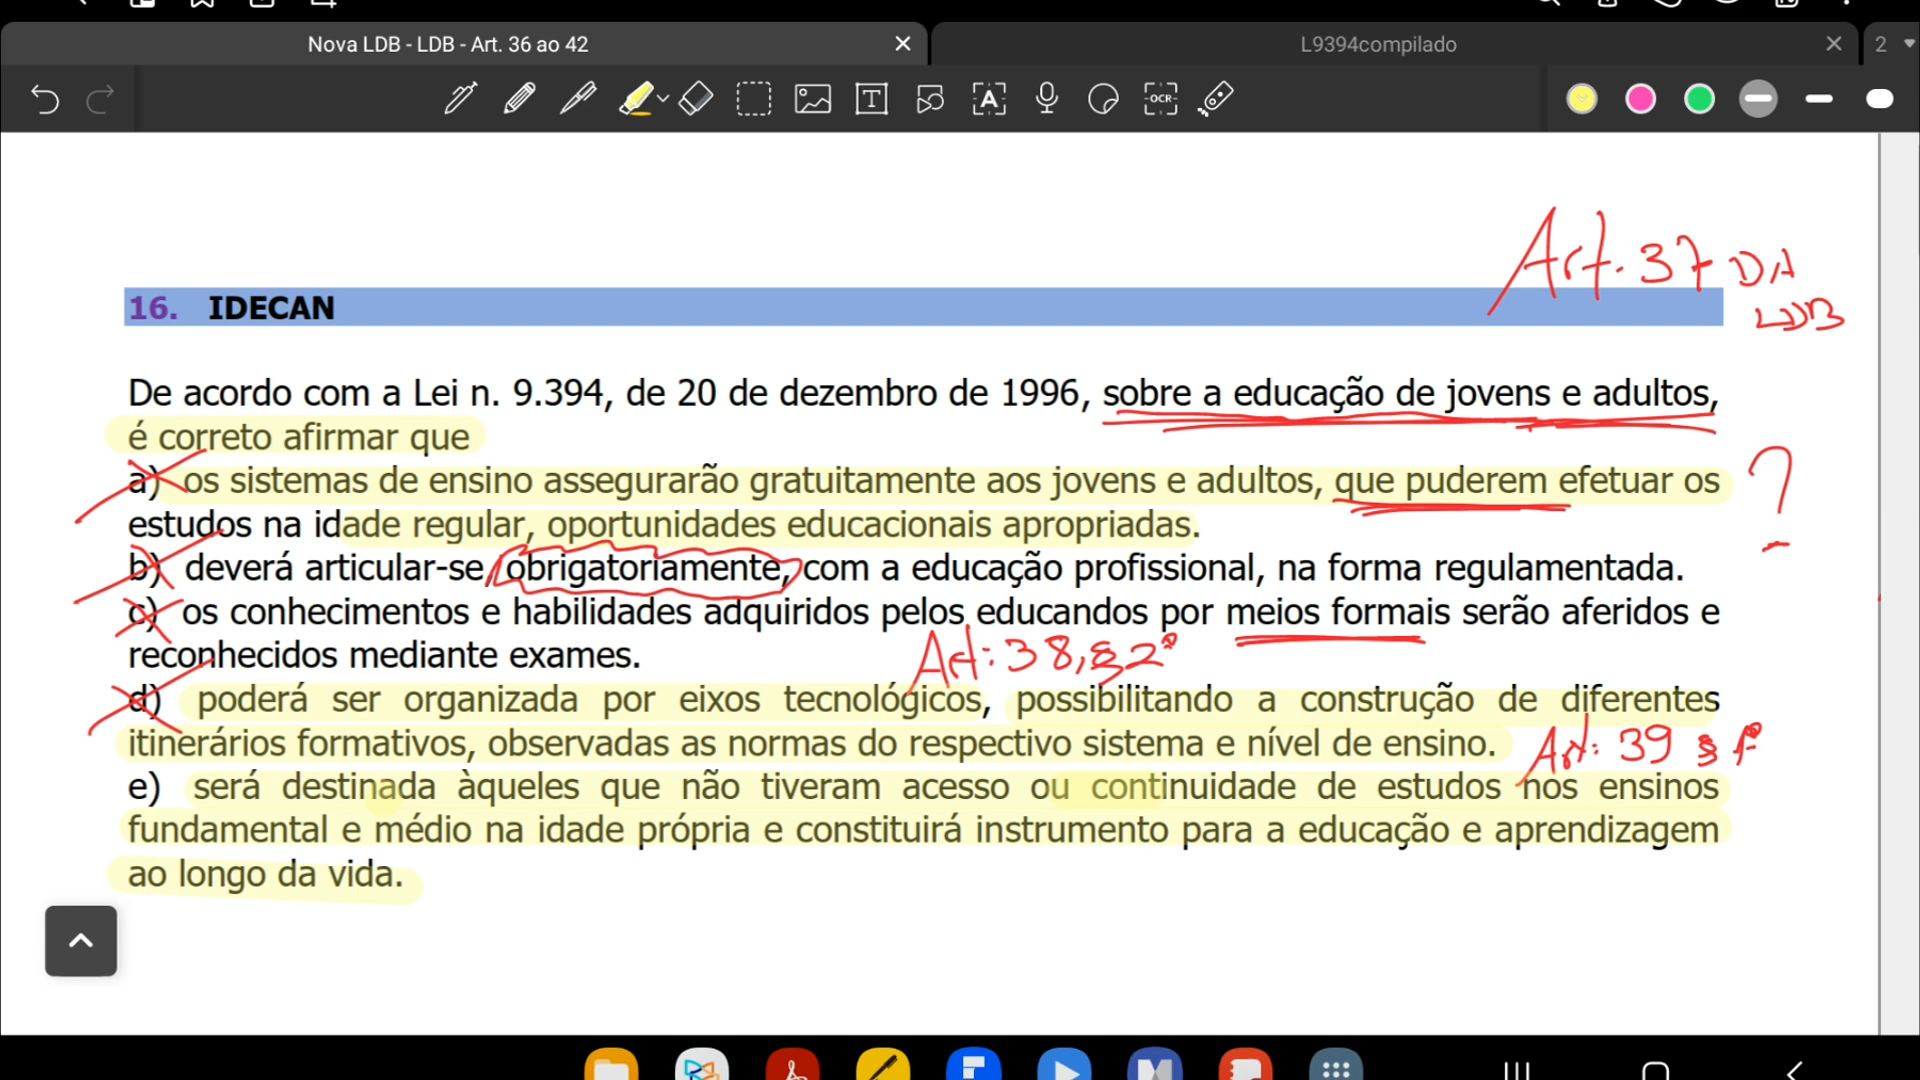 Nova LDB - LDB - Art. 36 ao 42
L9394compilado
2
T
A
OCR
Art. 37 DA
LDB
16. IDECAN
De acordo com a Lei n. 9.394, de 20 de dezembro de 1996, sobre a educação de jovens e adultos,
é correto afirmar que
a) os sistemas de ensino assegurarão gratuitamente aos jovens e adultos, que puderem efetuar os
?
estudos na idade regular, oportunidades educacionais apropriadas.
b) deverá articular-se, obrigatoriamente, com a educação profissional, na forma regulamentada.
c) os conhecimentos e habilidades adquiridos pelos educandos por meios formais serão aferidos e
reconhecidos mediante exames.
Art: 38, § 2º
d) poderá ser organizada por eixos tecnológicos, possibilitando a construção de diferentes
itinerários formativos, observadas as normas do respectivo sistema e nível de ensino.
Art: 39 § 1º
e) será destinada àqueles que não tiveram acesso ou continuidade de estudos nos ensinos
fundamental e médio na idade própria e constituirá instrumento para a educação e aprendizagem
ao longo da vida.